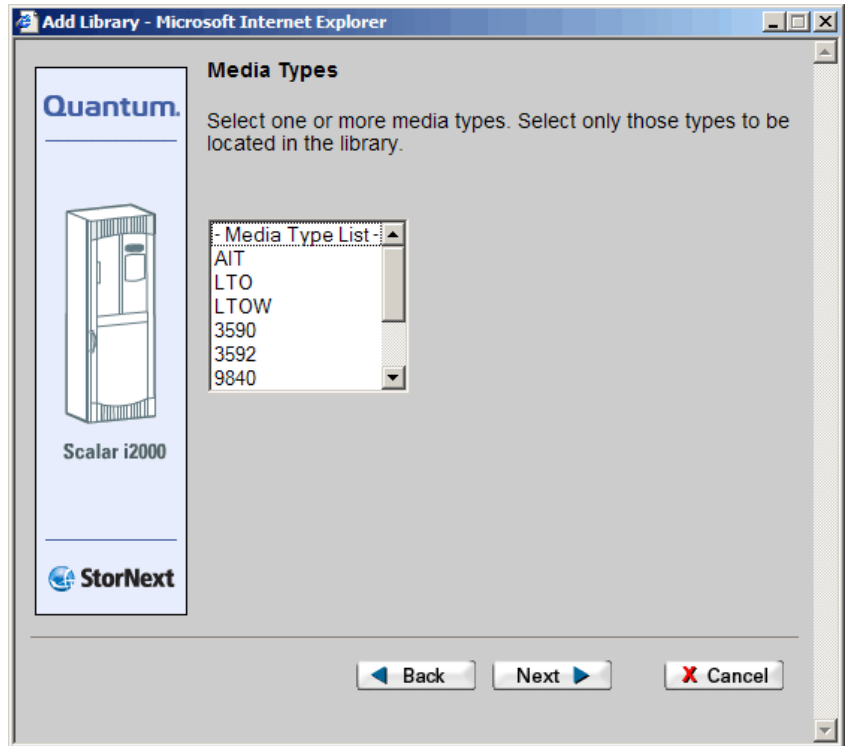 Add Library - Microsoft Internet Explorer
Quantum.
Media Types
Select one or more media types. Select only those types to be
located in the library.
- Media Type List -
AIT
LTO
LTOW
3590
3592
9840
Scalar i2000
StorNext
Back
Next
X Cancel